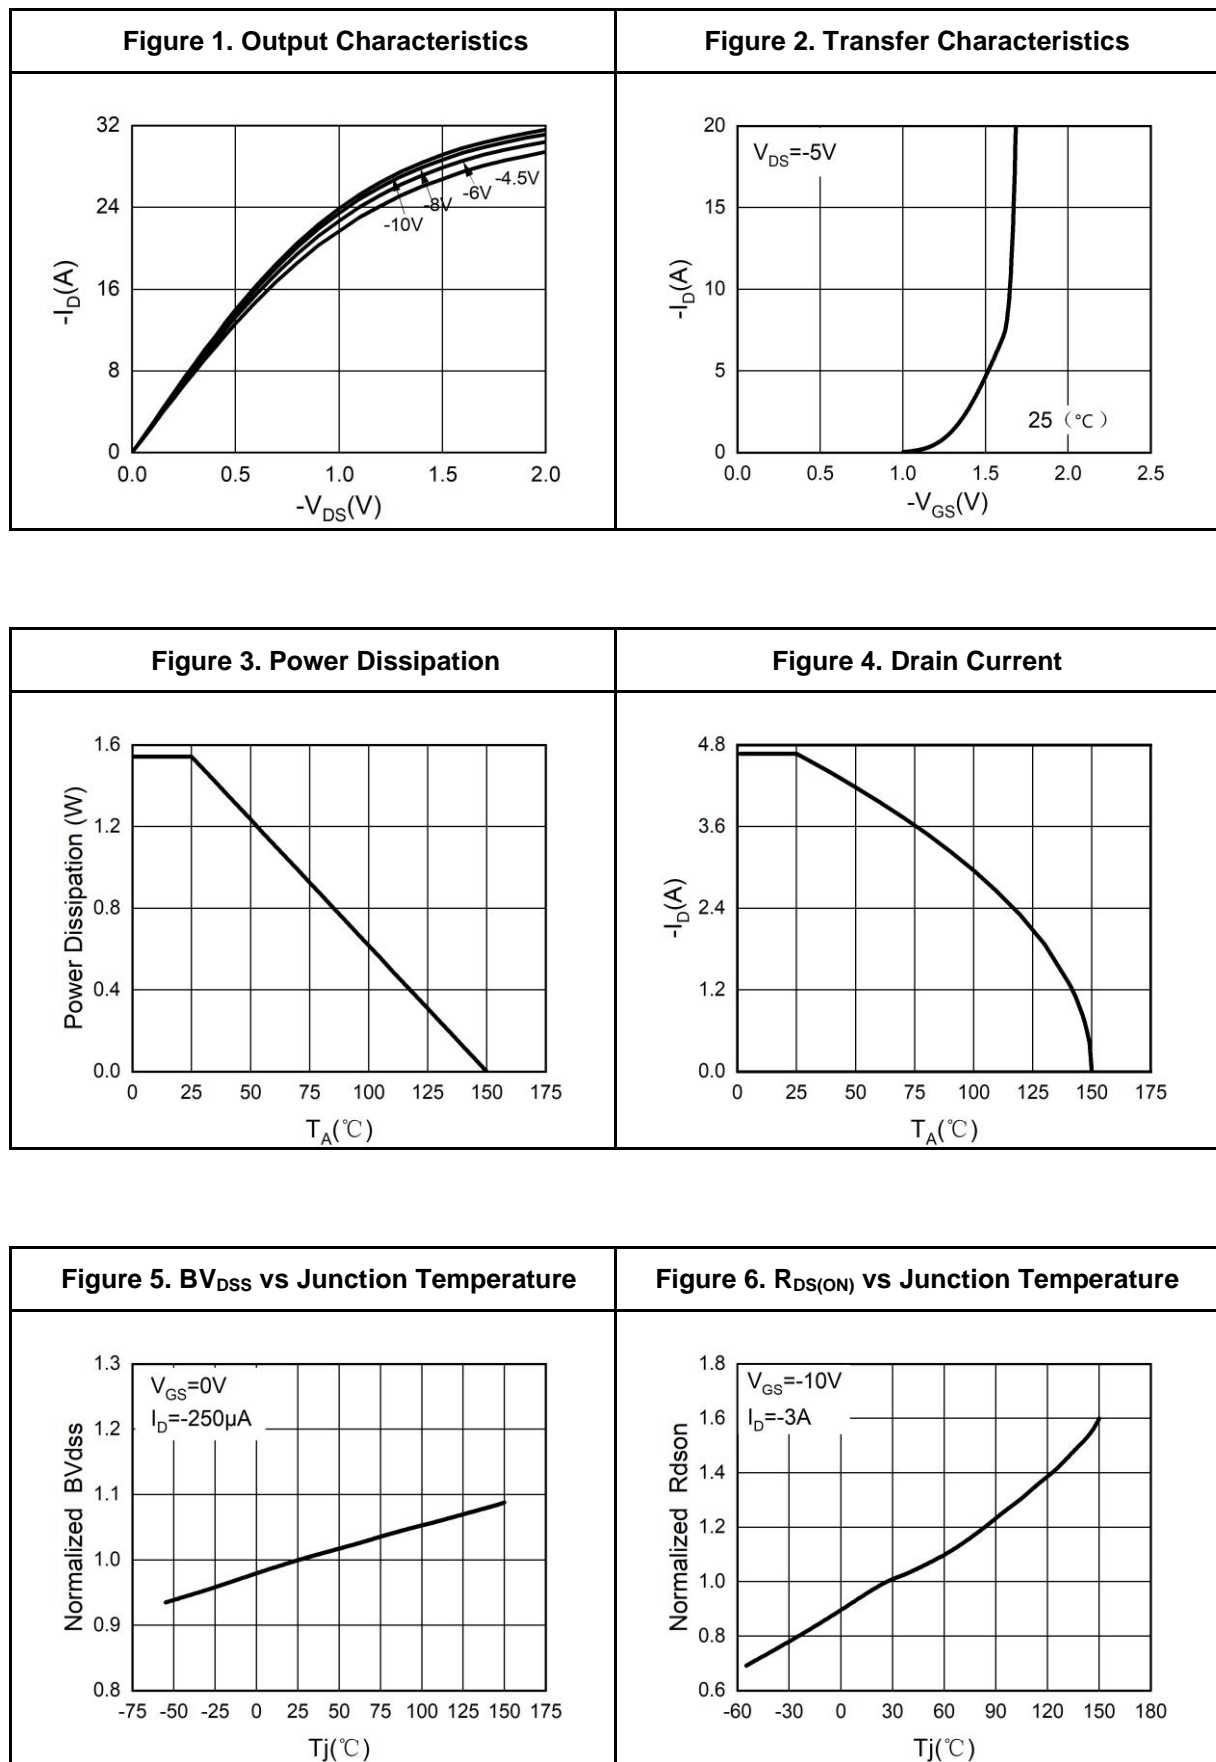 Figure 1. Output Characteristics
Figure 2. Transfer Characteristics
32
24
16
8
0
-I_D(A)
-4.5V
-6V
-8V
-10V
0.0 0.5 1.0 1.5 2.0
-V_DS(V)
20
15
10
5
0
-I_D(A)
V_DS=-5V
25 (℃)
0.0 0.5 1.0 1.5 2.0 2.5
-V_GS(V)
Figure 3. Power Dissipation
Figure 4. Drain Current
1.6
1.2
0.8
0.4
0.0
Power Dissipation (W)
0 25 50 75 100 125 150 175
T_A(℃)
4.8
3.6
2.4
1.2
0.0
-I_D(A)
0 25 50 75 100 125 150 175
T_A(℃)
Figure 5. BV_DSS vs Junction Temperature
Figure 6. R_DS(ON) vs Junction Temperature
1.3
1.2
1.1
1.0
0.9
0.8
Normalized BVdss
V_GS=0V
I_D=-250μA
-75 -50 -25 0 25 50 75 100 125 150 175
Tj(℃)
1.8
1.6
1.4
1.2
1.0
0.8
0.6
Normalized Rdson
V_GS=-10V
I_D=-3A
-60 -30 0 30 60 90 120 150 180
Tj(℃)